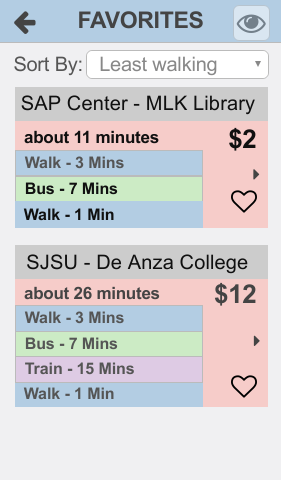 FAVORITES
Sort By: Least walking
SAP Center - MLK Library
about 11 minutes $2
Walk - 3 Mins
Bus - 7 Mins
Walk - 1 Min
SJSU - De Anza College
about 26 minutes $12
Walk - 3 Mins
Bus - 7 Mins
Train - 15 Mins
Walk - 1 Min